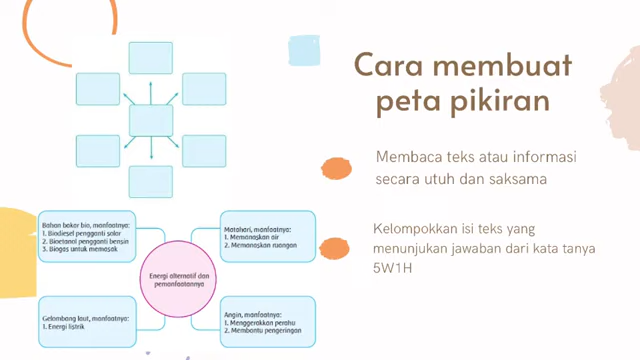 Cara membuat
peta pikiran
Membaca teks atau informasi
secara utuh dan saksama
Kelompokkan isi teks yang
menunjukan jawaban dari kata tanya
5W1H
Bahan bakar bio, manfaatnya:
1. Biodiesel pengganti solar
2. Bioetanol pengganti bensin
3. Biogas untuk memasak
Matahari, manfaatnya:
1. Memanaskan air
2. Memanaskan ruangan
Energi alternatif dan
pemanfaatannya
Gelombang laut, manfaatnya:
1. Energi listrik
Angin, manfaatnya:
1. Menggerakkan perahu
2. Membantu pengeringan